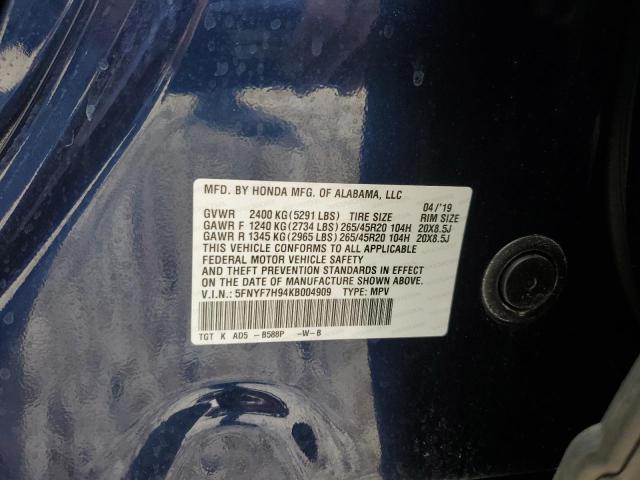 MFD. BY HONDA MFG. OF ALABAMA, LLC 04/'19
GVWR 2400 KG(5291 LBS) TIRE SIZE RIM SIZE
GAWR F 1240 KG(2734 LBS)265/45R20 104H 20X8.5J
GAWR R 1345 KG(2965 LBS)265/45R20 104H 20X8.5J
THIS VEHICLE CONFORMS TO ALL APPLICABLE
FEDERAL MOTOR VEHICLE SAFETY
AND THEFT PREVENTION STANDARDS IN EFFECT
ON THE DATE OF MANUFACTURE SHOWN ABOVE.
V.I.N.: 5FNYF7H94KB004909 TYPE: MPV
TGT K AD5 -B588P -W-B